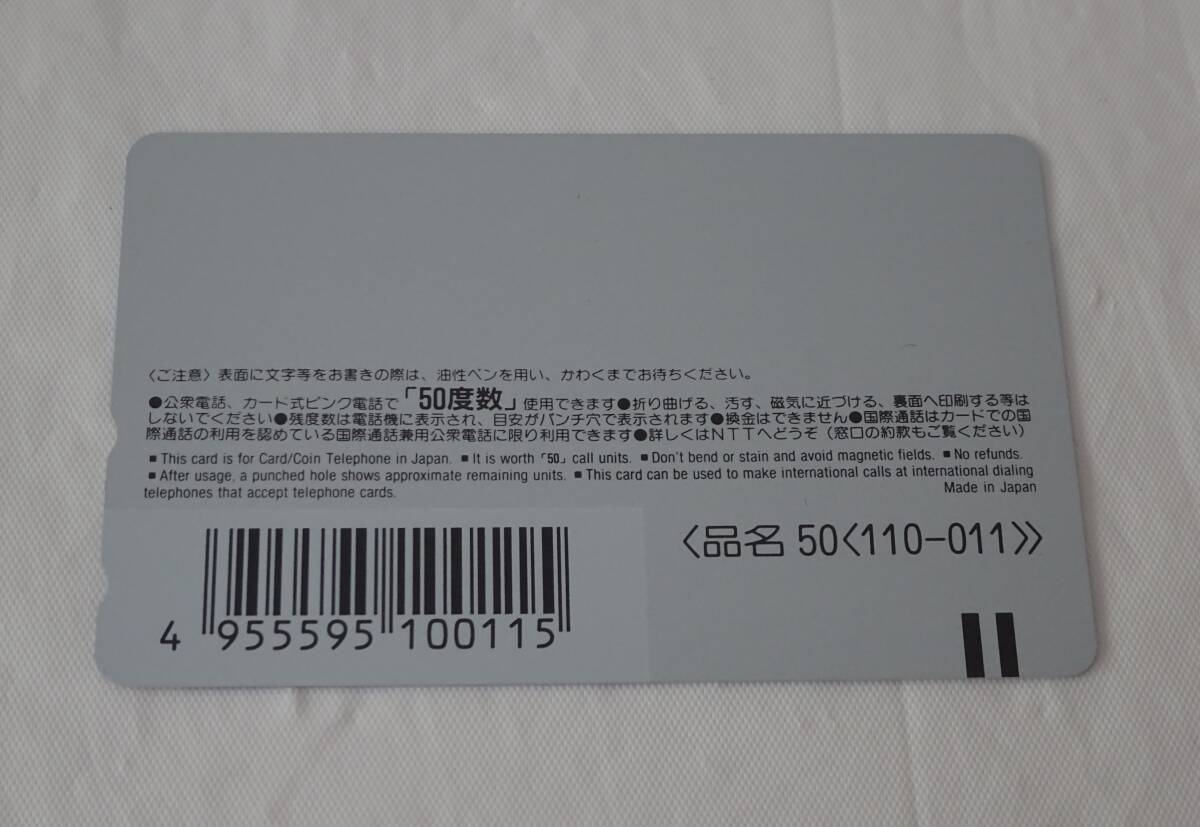 〈ご注意〉表面に文字等をお書きの際は、油性ペンを用い、かわくまでお待ちください。
●公衆電話、カード式ピンク電話で「50度数」使用できます●折り曲げる、汚す、磁気に近づける、裏面へ印刷する等は
しないでください●残度数は電話機に表示され、目安がパンチ穴で表示されます●換金はできません●国際通話はカードでの国
際通話の利用を認めている国際通話兼用公衆電話に限り利用できます●詳しくはNTTへどうぞ(窓口の約款もご覧ください)
■ This card is for Card/Coin Telephone in Japan. ■ It is worth「50」call units. ■ Don't bend or stain and avoid magnetic fields. ■ No refunds.
■ After usage, a punched hole shows approximate remaining units. ■ This card can be used to make international calls at international dialing
telephones that accept telephone cards. Made in Japan
〈品名 50〈110-011〉〉
4 955595 100115